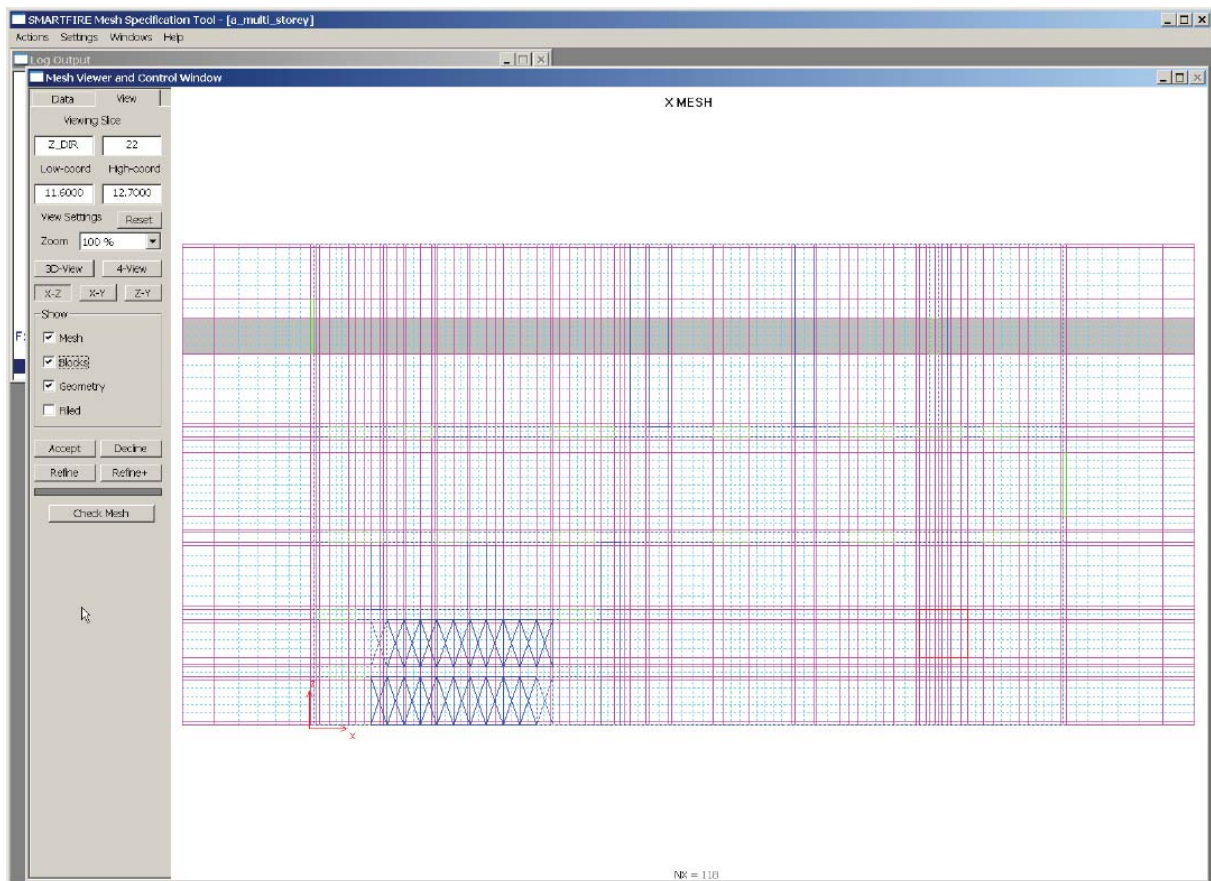 SMARTFIRE Mesh Specification Tool - [a_multi_storey]
Actions Settings Windows Help
Log Output
Mesh Viewer and Control Window
Data View
X MESH
Viewing Slice
Z_DIR 22
Low-coord High-coord
11.6000 12.7000
View Settings Reset
Zoom 100 %
3D-View 4-View
X-Z X-Y Z-Y
Show
F:
Mesh
Blocks
Geometry
Filled
Accept Decline
Refine Refine+
Check Mesh
Z
X
NX = 118